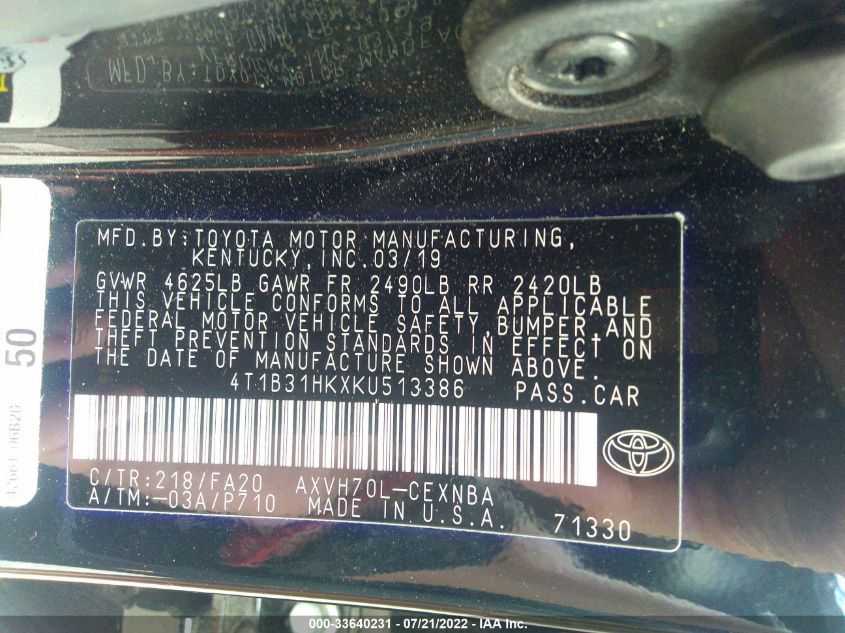 MFD.BY:TOYOTA MOTOR MANUFACTURING,
KENTUCKY, INC.03/19
GVWR 4625LB GAWR FR 2490LB RR 2420LB
THIS VEHICLE CONFORMS TO ALL APPLICABLE
FEDERAL MOTOR VEHICLE SAFETY, BUMPER, AND
THEFT PREVENTION STANDARDS IN EFFECT ON
THE DATE OF MANUFACTURE SHOWN ABOVE.
4T1B31HKXKU513386 PASS.CAR
C/TR:218/FA20 AXVH70L-CEXNBA
A/TM:-03A/P710 MADE IN U.S.A. 71330
50
000-33640231 / 07/21/2022 - IAA Inc.